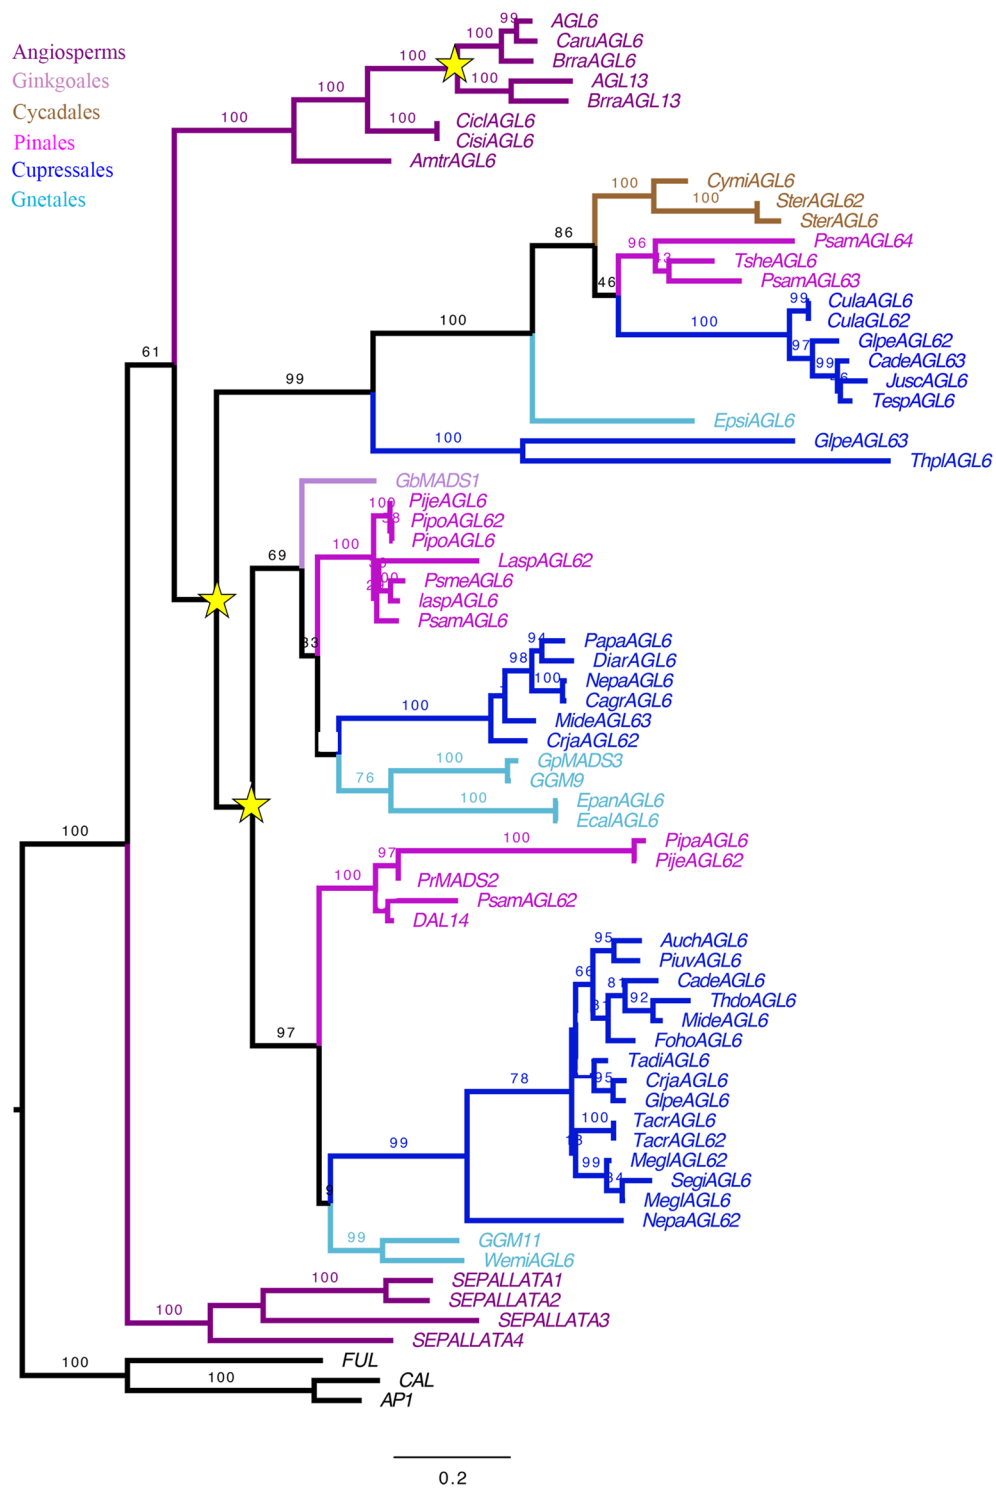 Angiosperms
Ginkgoales
Cycadales
Pinales
Cupressales
Gnetales
99 AGL6
100 CaruAGL6
100 BrraAGL6
100 AGL13
100 BrraAGL13
100 CiclAGL6
100 CisiAGL6
AmtrAGL6
100 CymiAGL6
100 SterAGL62
SterAGL6
86
96 PsamAGL64
TsheAGL6
46 PsamAGL63
99 CulaAGL6
100 CulaGL62
97 GlpeAGL62
99 CadeAGL63
JuscAGL6
TespAGL6
100
61
99
EpsiAGL6
100 GlpeAGL63
ThplAGL6
GbMADS1
100 PijeAGL6
PipoAGL62
PipoAGL6
100
69
LaspAGL62
PsmeAGL6
laspAGL6
PsamAGL6
94 PapaAGL6
98 DiarAGL6
100 NepaAGL6
CagrAGL6
100 MideAGL63
CrjaAGL62
100 GpMADS3
76 GGM9
100 EpanAGL6
EcalAGL6
100
100 PipaAGL6
97 PijeAGL62
100 PrMADS2
PsamAGL62
DAL14
95 AuchAGL6
PiuvAGL6
66
CadeAGL6
92 ThdoAGL6
MideAGL6
FohoAGL6
97
TadiAGL6
78 95 CrjaAGL6
GlpeAGL6
100 TacrAGL6
TacrAGL62
99 MeglAGL62
SegiAGL6
MeglAGL6
99
NepaAGL62
99 GGM11
WemiAGL6
100 SEPALLATA1
SEPALLATA2
100 SEPALLATA3
SEPALLATA4
100 FUL
100 CAL
AP1
0.2